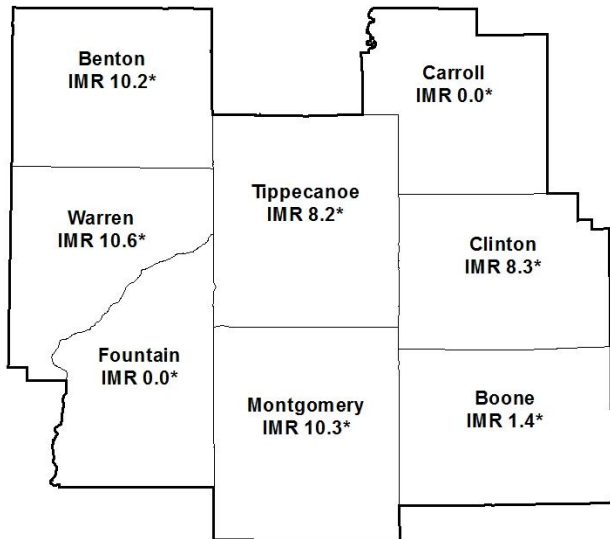 Benton
IMR 10.2*
Carroll
IMR 0.0*
Tippecanoe
IMR 8.2*
Warren
IMR 10.6*
Clinton
IMR 8.3*
Fountain
IMR 0.0*
Montgomery
IMR 10.3*
Boone
IMR 1.4*